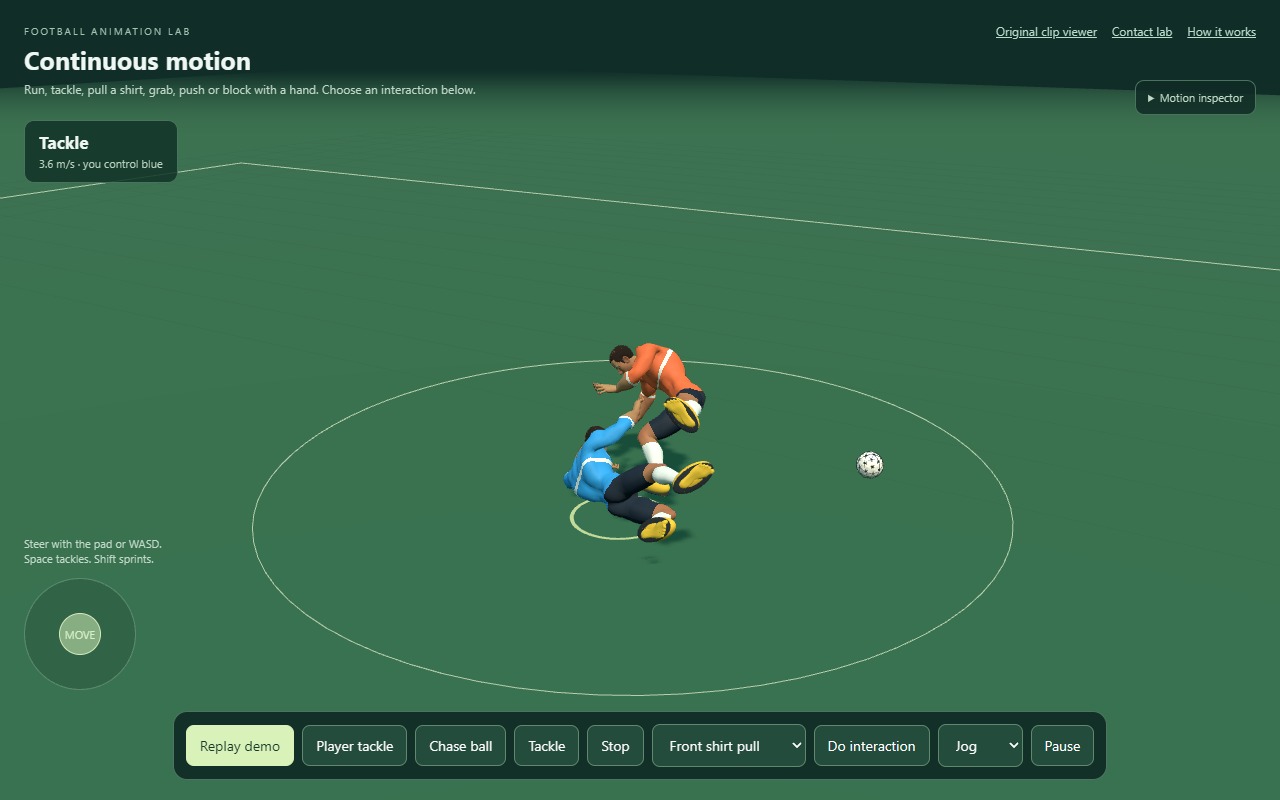 FOOTBALL ANIMATION LAB
Continuous motion
Run, tackle, pull a shirt, grab, push or block with a hand. Choose an interaction below.
Original clip viewer
Contact lab
How it works
Motion inspector
Tackle
3.6 m/s · you control blue
Steer with the pad or WASD.
Space tackles. Shift sprints.
MOVE
Replay demo
Player tackle
Chase ball
Tackle
Stop
Front shirt pull
Do interaction
Jog
Pause